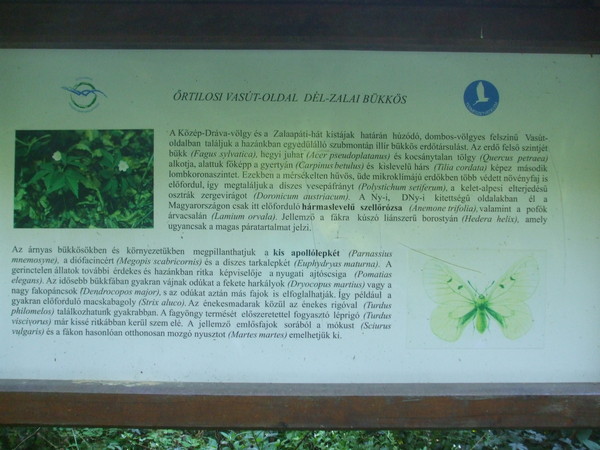 ŐRTILOSI VASÚT-OLDAL DÉL-ZALAI BÜKKÖS
A Közép-Dráva-völgy és a Zalaapáti-hát kistájak határán húzódó, dombos-völgyes felszínű Vasút-
oldalban találjuk a hazánkban egyedülálló szubmontán illír bükkös erdőtársulást. Az erdő felső szintjét
bükk (Fagus sylvatica), hegyi juhar (Acer pseudoplatanus) és kocsánytalan tölgy (Quercus petraea)
alkotja, alattuk főképp a gyertyán (Carpinus betulus) és kislevelű hárs (Tilia cordata) képez második
lombkoronaszintet. Ezekben a mérsékelten hűvös, üde mikroklímájú erdőkben több védett növényfaj is
előfordul, így megtaláljuk a díszes vesepáfrányt (Polystichum setiferum), a kelet-alpesi elterjedésű
osztrák zergevirágot (Doronicum austriacum). A Ny-i, DNy-i kitettségű oldalakban él a
Magyarországon csak itt előforduló hármaslevelű szellőrózsa (Anemone trifolia), valamint a pofók
árvacsalán (Lamium orvala). Jellemző a fákra kúszó liánszerű borostyán (Hedera helix), amely
ugyancsak a magas páratartalmat jelzi.
Az árnyas bükkösökben és környezetükben megpillanthatjuk a kis apollólepkét (Parnassius
mnemosyne), a diófacincért (Megopis scabricornis) és a díszes tarkalepkét (Euphydryas maturna). A
gerinctelen állatok további érdekes és hazánkban ritka képviselője a nyugati ajtóscsiga (Pomatias
elegans). Az idősebb bükkfában gyakran vájnak odúkat a fekete harkályok (Dryocopus martius) vagy a
nagy fakopáncsok (Dendrocopos major), s az odúkat aztán más fajok is elfoglalhatják. Így például a
gyakran előforduló macskabagoly (Strix aluco). Az énekesmadarak közül az énekes rigóval (Turdus
philomelos) találkozhatunk gyakrabban. A fagyöngy termését előszeretettel fogyasztó léprigó (Turdus
viscivorus) már kissé ritkábban kerül szem elé. A jellemző emlősfajok sorából a mókust (Sciurus
vulgaris) és a fákon hasonlóan otthonosan mozgó nyusztot (Martes martes) emelhetjük ki.